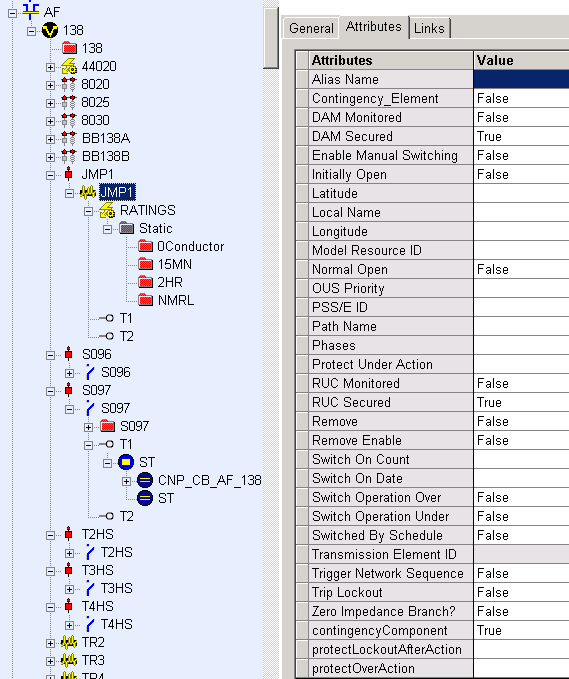 AF
138
138
44020
8020
8025
8030
BB138A
BB138B
JMP1
JMP1
RATINGS
Static
0Conductor
15MN
2HR
NMRL
T1
T2
S096
S096
S097
S097
S097
T1
ST
CNP_CB_AF_138
ST
T2
T2HS
T2HS
T3HS
T3HS
T4HS
T4HS
TR2
TR3
TR4
General Attributes Links
Attributes Value
Alias Name
Contingency_Element False
DAM Monitored False
DAM Secured True
Enable Manual Switching False
Initially Open False
Latitude
Local Name
Longitude
Model Resource ID
Normal Open False
OUS Priority
PSS/E ID
Path Name
Phases
Protect Under Action
RUC Monitored False
RUC Secured True
Remove False
Remove Enable False
Switch On Count
Switch On Date
Switch Operation Over False
Switch Operation Under False
Switched By Schedule False
Transmission Element ID
Trigger Network Sequence False
Trip Lockout False
Zero Impedance Branch? False
contingencyComponent True
protectLockoutAfterAction
protectOverAction